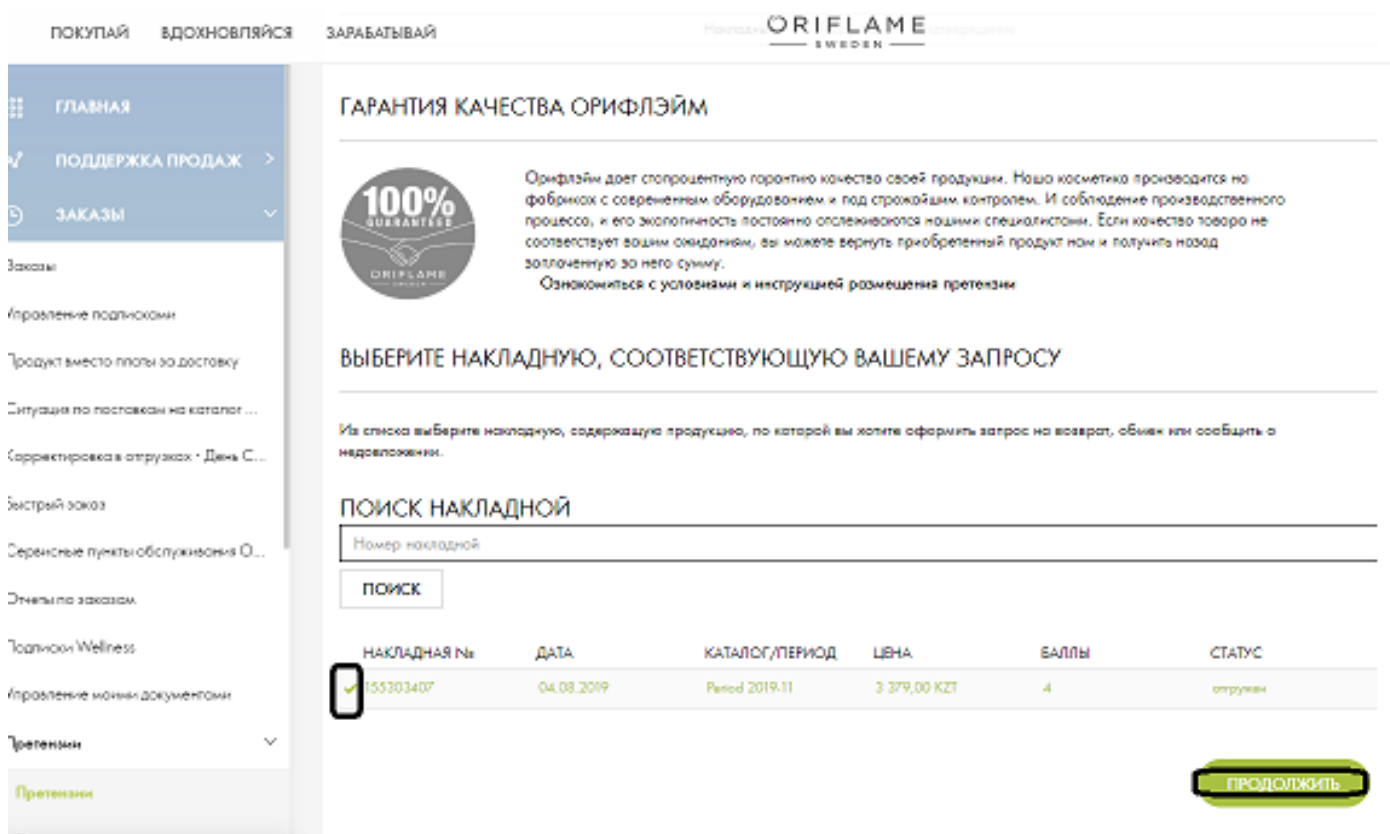 ПОКУПАЙ ВДОХНОВЛЯЙСЯ ЗАРАБАТЫВАЙ
ORIFLAME
SWEDEN
ГЛАВНАЯ
ПОДДЕРЖКА ПРОДАЖ
ЗАКАЗЫ
Заказы
Управление подписками
Продукт вместо платы за доставку
Ситуация по поставкам на каталог ...
Корректировка в отгрузках - День С...
Быстрый заказ
Сервисные пункты обслуживания О...
Отчеты по заказам
Подписки Wellness
Управление моими документами
Претензии
Претензии
ГАРАНТИЯ КАЧЕСТВА ОРИФЛЭЙМ
100%
GUARANTEED
ORIFLAME
SWEDEN
Орифлэйм дает стопроцентную гарантию качества своей продукции. Наша косметика производится на
фабриках с современным оборудованием и под строжайшим контролем. И соблюдение производственного
процесса, и его экологичность постоянно отслеживаются нашими специалистами. Если качество товара не
соответствует вашим ожиданиям, вы можете вернуть приобретенный продукт нам и получить назад
заплаченную за него сумму.
Ознакомиться с условиями и инструкцией размещения претензии
ВЫБЕРИТЕ НАКЛАДНУЮ, СООТВЕТСТВУЮЩУЮ ВАШЕМУ ЗАПРОСУ
Из списка выберите накладную, содержащую продукцию, по которой вы хотите оформить запрос на возврат, обмен или сообщить о
недовложении.
ПОИСК НАКЛАДНОЙ
Номер накладной
ПОИСК
НАКЛАДНАЯ № ДАТА КАТАЛОГ/ПЕРИОД ЦЕНА БАЛЛЫ СТАТУС
155303407 04.08.2019 Period 2019-11 3 379,00 KZT 4 отгружен
ПРОДОЛЖИТЬ